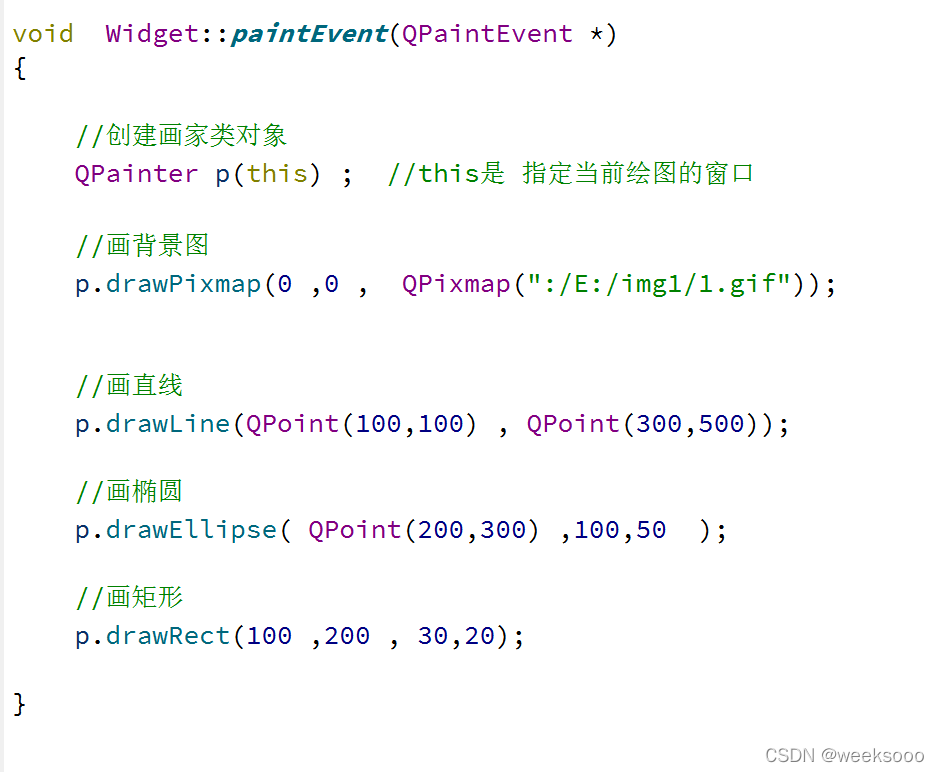 void  Widget::paintEvent(QPaintEvent *)
{
//创建画家类对象
QPainter p(this) ;  //this是 指定当前绘图的窗口
//画背景图
p.drawPixmap(0 ,0 ,  QPixmap(":/E:/img1/1.gif"));
//画直线
p.drawLine(QPoint(100,100) , QPoint(300,500));
//画椭圆
p.drawEllipse( QPoint(200,300) ,100,50  );
//画矩形
p.drawRect(100 ,200 , 30,20);
}
CSDN @weeksooo